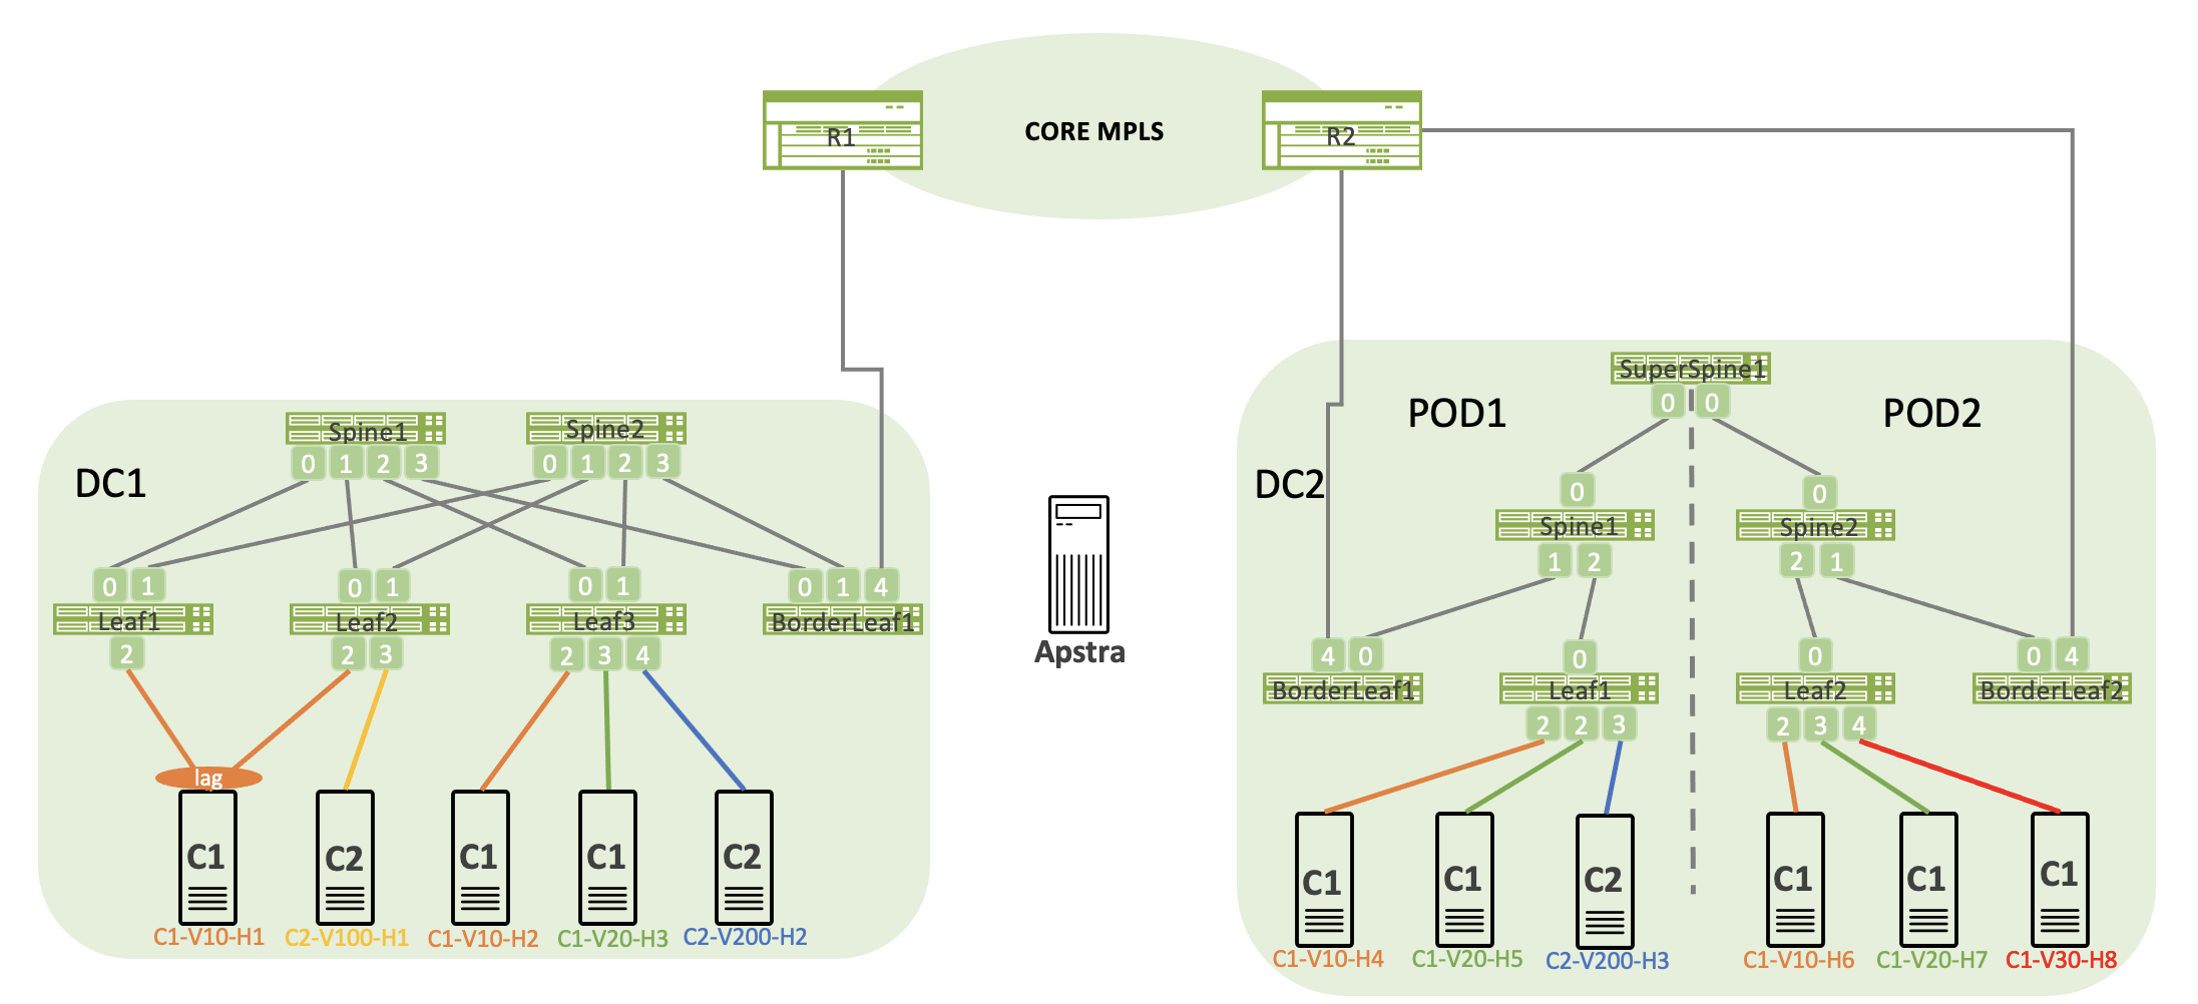 CORE MPLS
R1
R2
SuperSpine1
0 0
POD1
POD2
Spine1
Spine2
0 1 2 3
0 1 2 3
DC1
DC2
0
0
Spine1
Spine2
1 2
2 1
0 1
0 1
0 1
0 1 4
Leaf1
Leaf2
Leaf3
BorderLeaf1
2
2 3
2 3 4
Apstra
4 0
0
0
0 4
BorderLeaf1
Leaf1
Leaf2
BorderLeaf2
2 2 3
2 3 4
lag
C1
C2
C1
C1
C2
C1
C1
C2
C1
C1
C1
C1-V10-H1
C2-V100-H1
C1-V10-H2
C1-V20-H3
C2-V200-H2
C1-V10-H4
C1-V20-H5
C2-V200-H3
C1-V10-H6
C1-V20-H7
C1-V30-H8